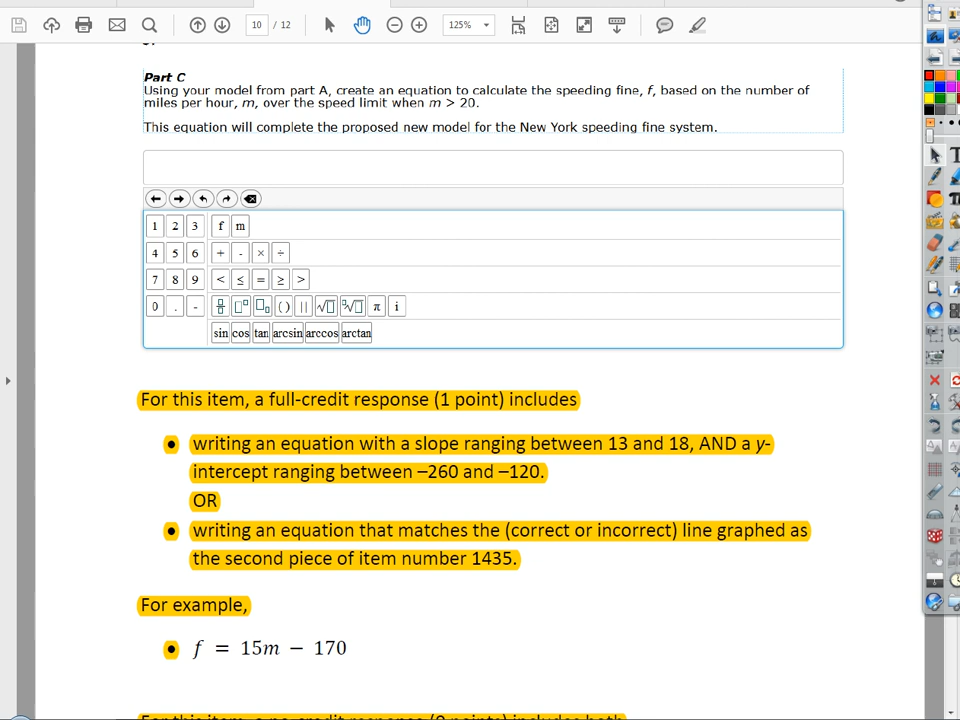 10 / 12
125%
Part C
Using your model from part A, create an equation to calculate the speeding fine, f, based on the number of
miles per hour, m, over the speed limit when m > 20.
This equation will complete the proposed new model for the New York speeding fine system.
1 2 3 f m
4 5 6 + - × ÷
7 8 9 < ≤ = ≥ >
0 . - ( ) | | √ √ π i
sin cos tan arcsin arccos arctan
For this item, a full-credit response (1 point) includes
• writing an equation with a slope ranging between 13 and 18, AND a y-
intercept ranging between –260 and –120.
OR
• writing an equation that matches the (correct or incorrect) line graphed as
the second piece of item number 1435.
For example,
• f = 15m − 170